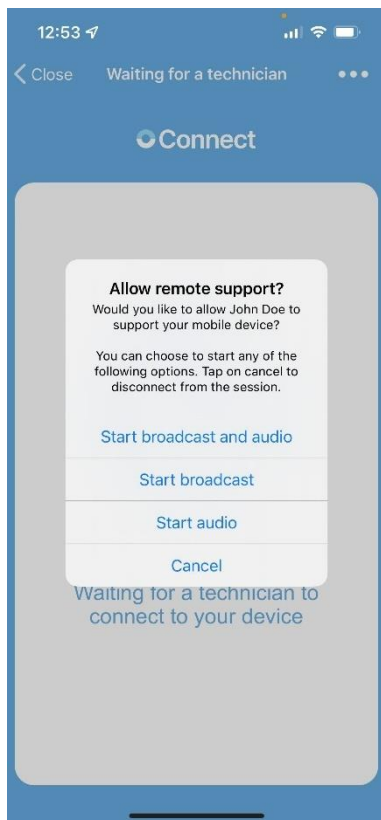 12:53
Close
Waiting for a technician
Connect
Allow remote support?
Would you like to allow John Doe to
support your mobile device?
You can choose to start any of the
following options. Tap on cancel to
disconnect from the session.
Start broadcast and audio
Start broadcast
Start audio
Cancel
Waiting for a technician to
connect to your device